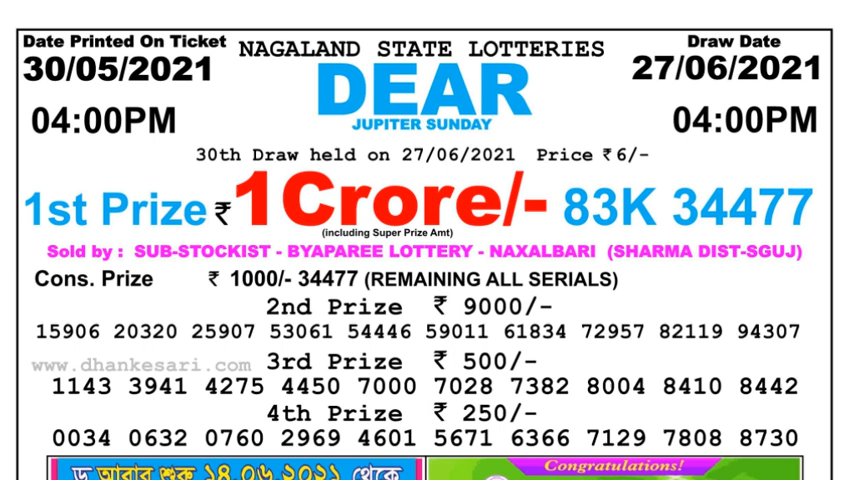 Date Printed On Ticket NAGALAND STATE LOTTERIES Draw Date
30/05/2021 DEAR 27/06/2021
04:00PM JUPITER SUNDAY 04:00PM
30th Draw held on 27/06/2021 Price ₹6/-
1st Prize ₹1Crore/- 83K 34477
(including Super Prize Amt)
Sold by : SUB-STOCKIST - BYAPAREE LOTTERY - NAXALBARI (SHARMA DIST-SGUJ)
Cons. Prize ₹ 1000/- 34477 (REMAINING ALL SERIALS)
2nd Prize ₹ 9000/-
15906 20320 25907 53061 54446 59011 61834 72957 82119 94307
www.dhankesari.com 3rd Prize ₹ 500/-
1143 3941 4275 4450 7000 7028 7382 8004 8410 8442
4th Prize ₹ 250/-
0034 0632 0760 2969 4601 5671 6366 7129 7808 8730
আবার শুরু ১৪.০৬.২০২১ থেকে Congratulations!